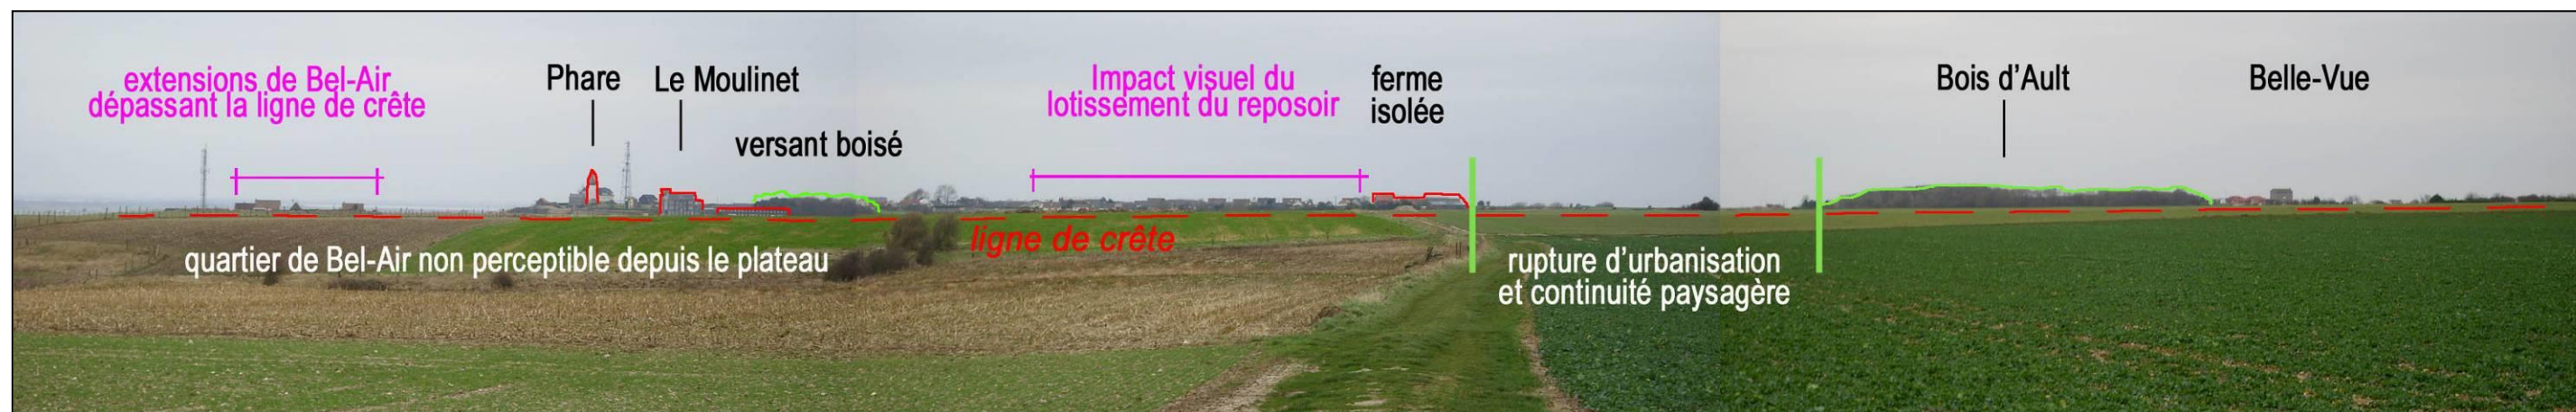 extensions de Bel-Air
dépassant la ligne de crête
Phare
Le Moulinet
versant boisé
Impact visuel du
lotissement du reposoir
ferme
isolée
Bois d'Ault
Belle-Vue
ligne de crête
quartier de Bel-Air non perceptible depuis le plateau
rupture d'urbanisation
et continuité paysagère